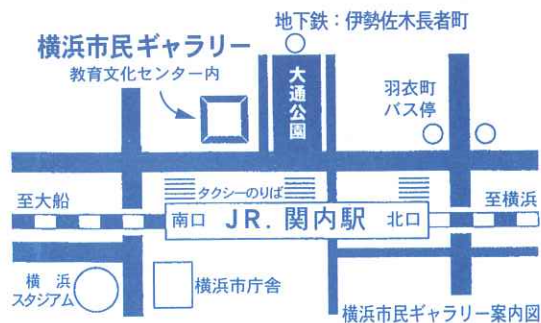 地下鉄：伊勢佐木長者町
横浜市民ギャラリー
教育文化センター内
大通公園
羽衣町
バス停
タクシーのりば
至大船
至横浜
南口 JR. 関内駅 北口
横浜
スタジアム
横浜市庁舎
横浜市民ギャラリー案内図